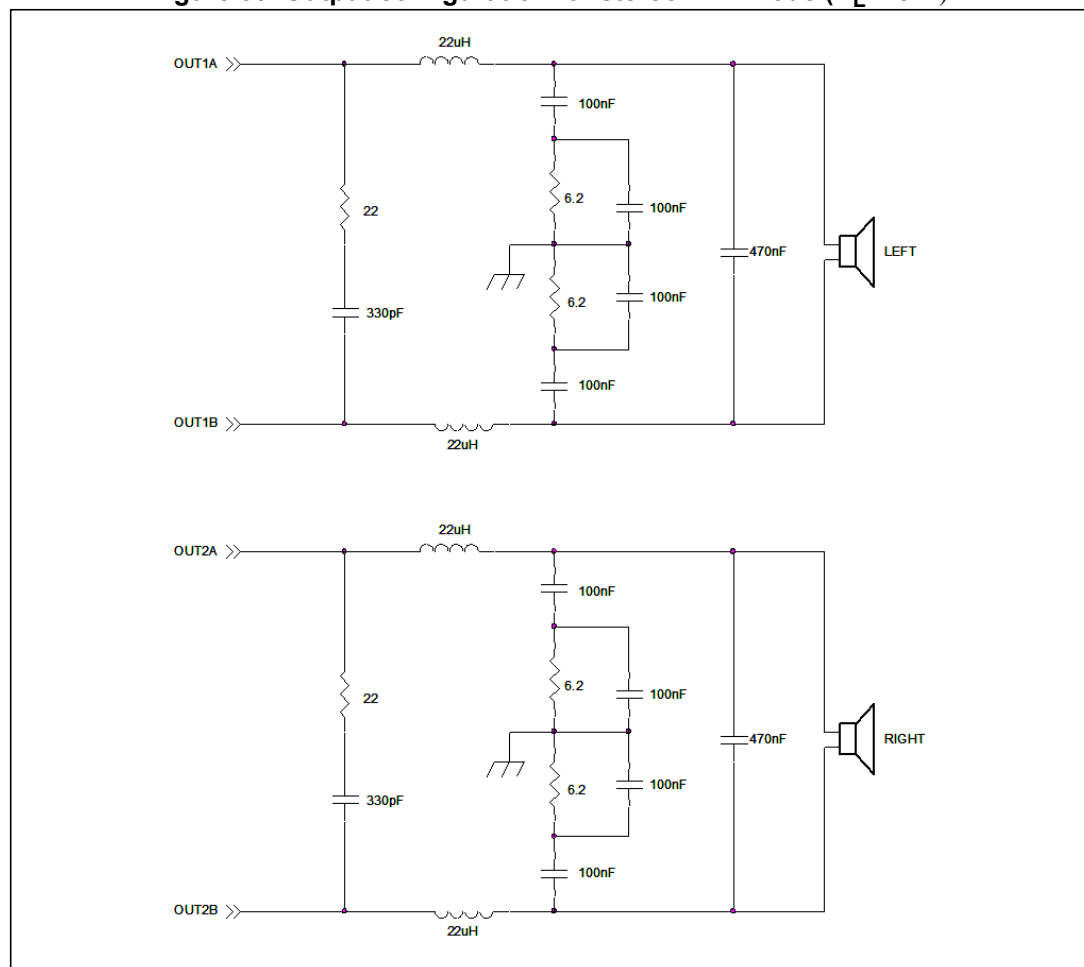 22uH
OUT1A
100nF
22
6.2
100nF
470nF
LEFT
330pF
6.2
100nF
100nF
OUT1B
22uH
22uH
OUT2A
100nF
22
6.2
100nF
470nF
RIGHT
330pF
6.2
100nF
100nF
OUT2B
22uH